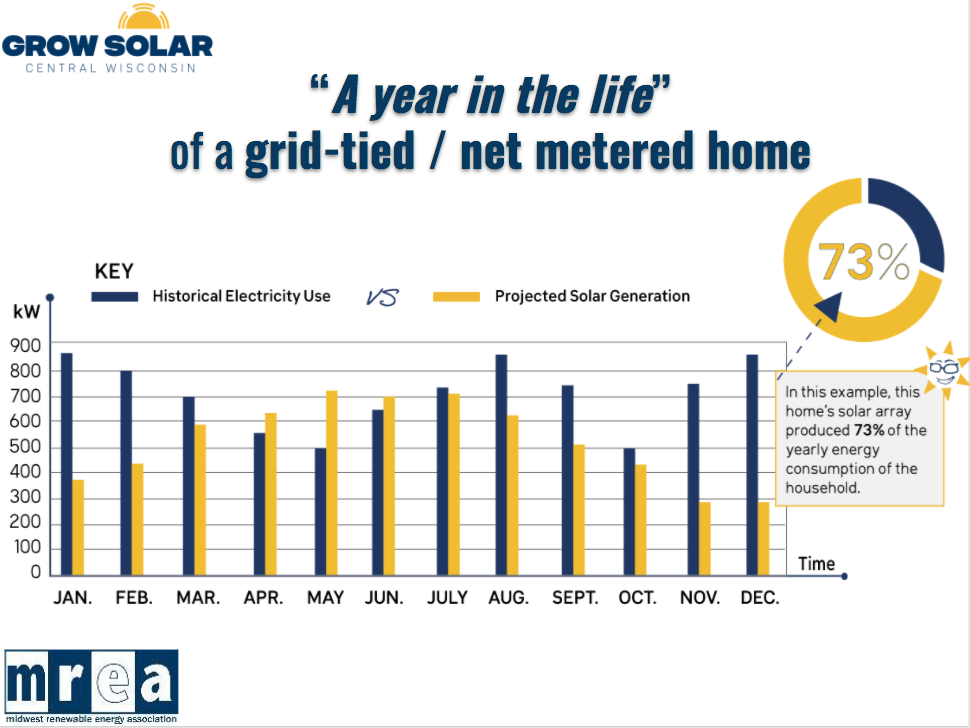 GROW SOLAR
CENTRAL WISCONSIN
“A year in the life”
of a grid-tied / net metered home
73%
KEY
Historical Electricity Use VS Projected Solar Generation
kW
900
800
700
600
500
400
300
200
100
0
In this example, this
home’s solar array
produced 73% of the
yearly energy
consumption of the
household.
Time
JAN. FEB. MAR. APR. MAY JUN. JULY AUG. SEPT. OCT. NOV. DEC.
mrea
midwest renewable energy association